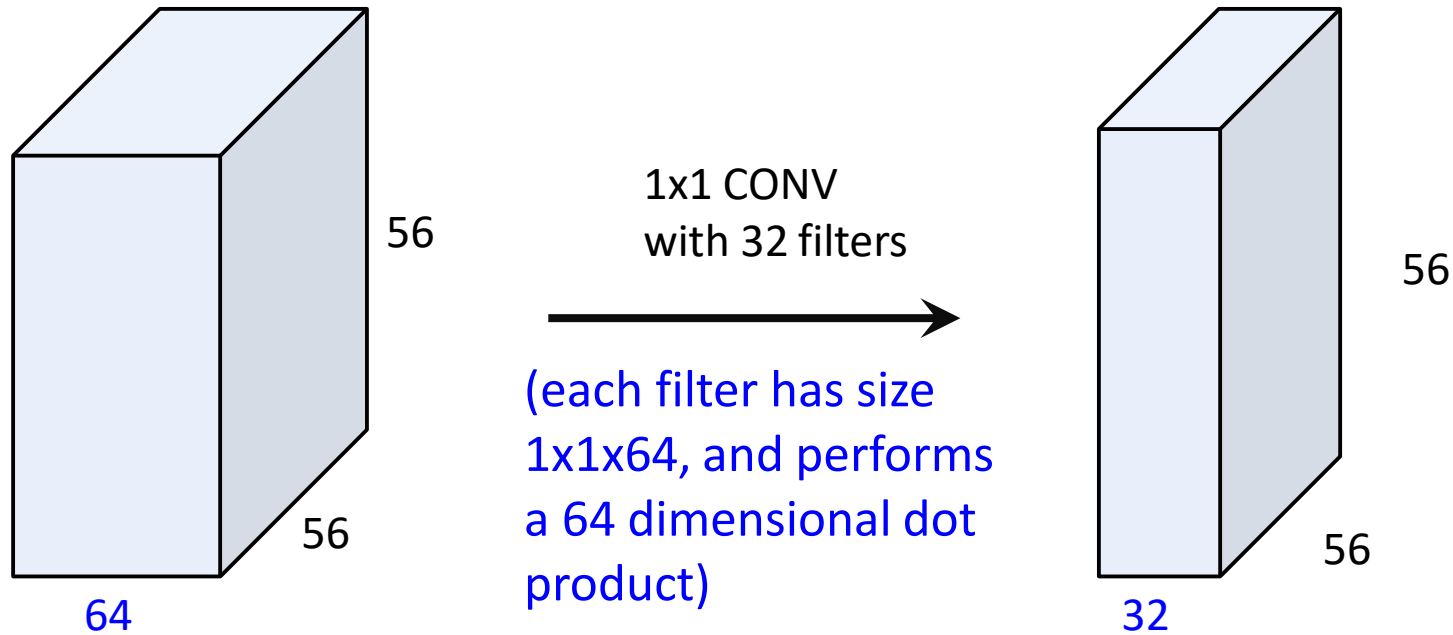 56
56
64
1x1 CONV
with 32 filters
(each filter has size
1x1x64, and performs
a 64 dimensional dot
product)
56
56
32